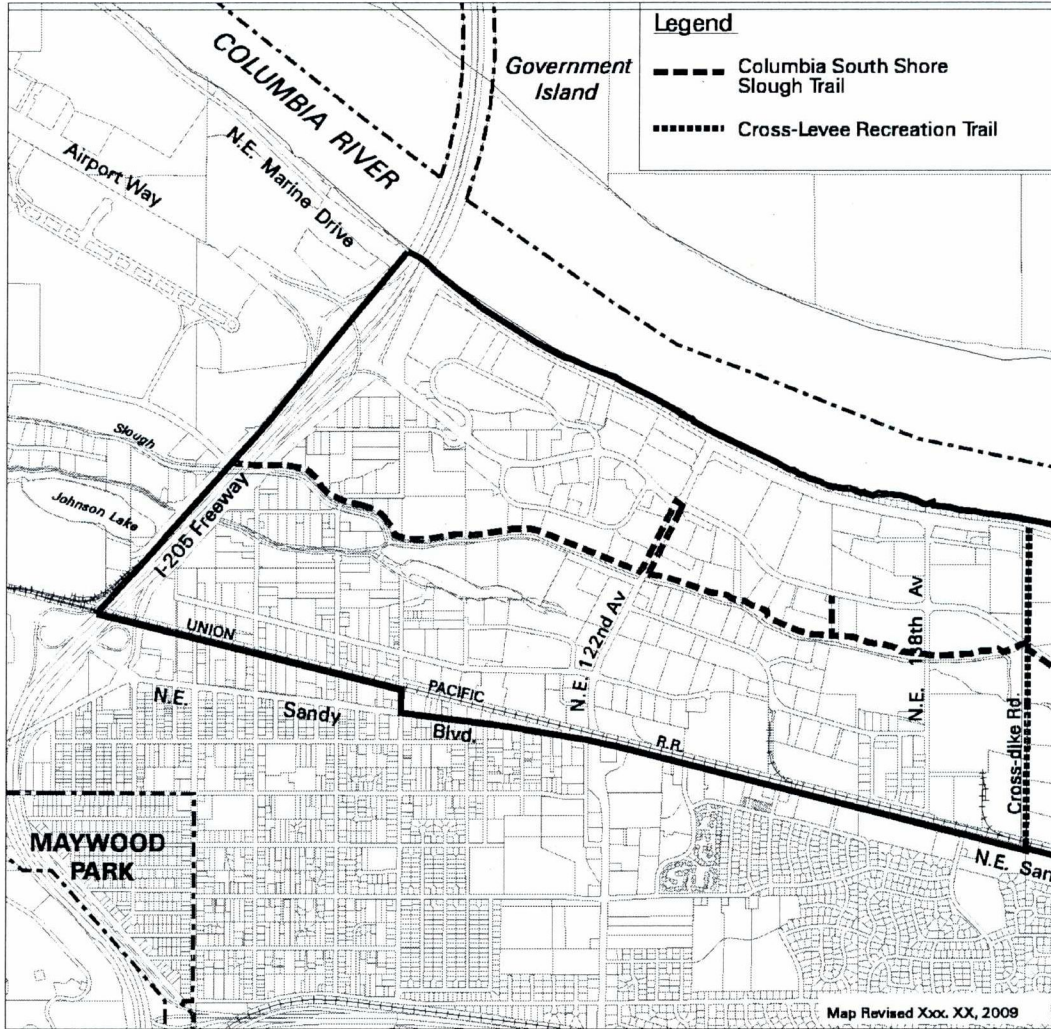 Legend
Columbia South Shore
Slough Trail
Cross-Levee Recreation Trail
COLUMBIA RIVER
Government
Island
N.E. Marine Drive
Airport Way
Slough
Johnson Lake
I-205 Freeway
UNION
PACIFIC
R.R.
N.E.
Sandy
Blvd.
N.E. 122nd Av
N.E. 138th Av
Cross-dike Rd.
N.E. San
MAYWOOD
PARK
Map Revised Xxx. XX, 2009